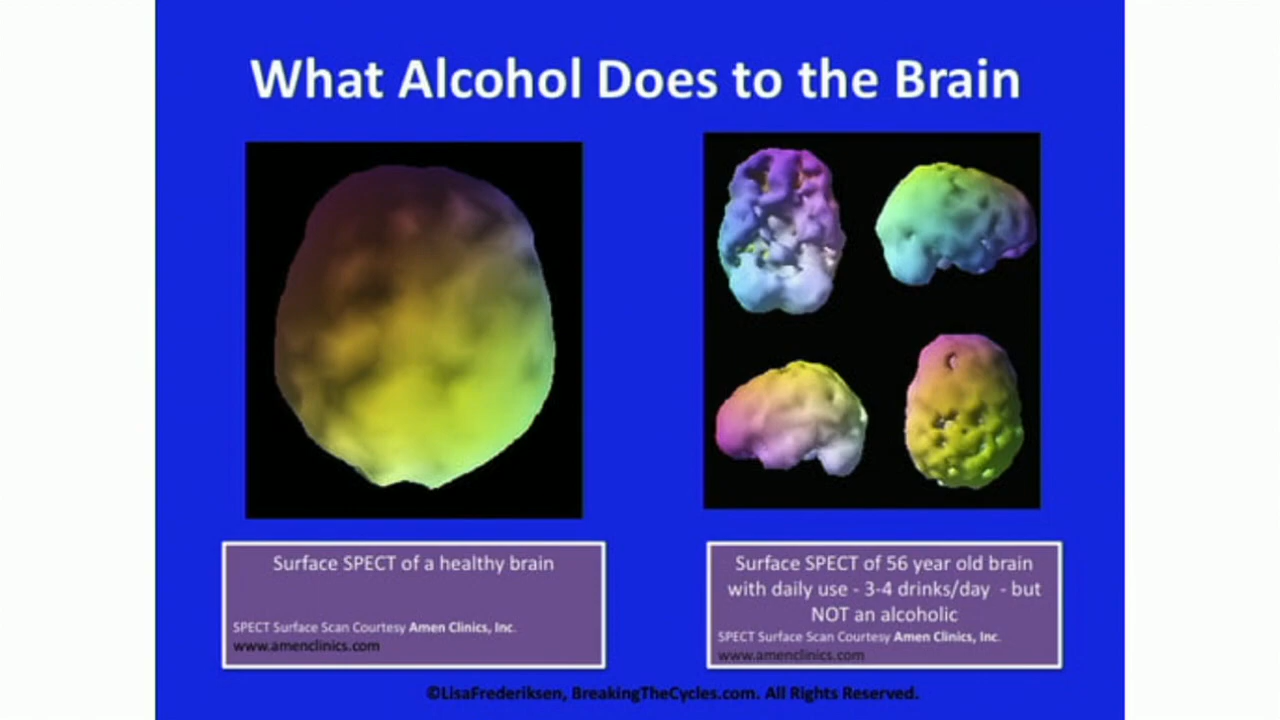 What Alcohol Does to the Brain
Surface SPECT of a healthy brain
SPECT Surface Scan Courtesy Amen Clinics, Inc.
www.amenclinics.com
Surface SPECT of 56 year old brain
with daily use - 3-4 drinks/day - but
NOT an alcoholic
SPECT Surface Scan Courtesy Amen Clinics, Inc.
www.amenclinics.com
©LisaFrederiksen, BreakingTheCycles.com. All Rights Reserved.